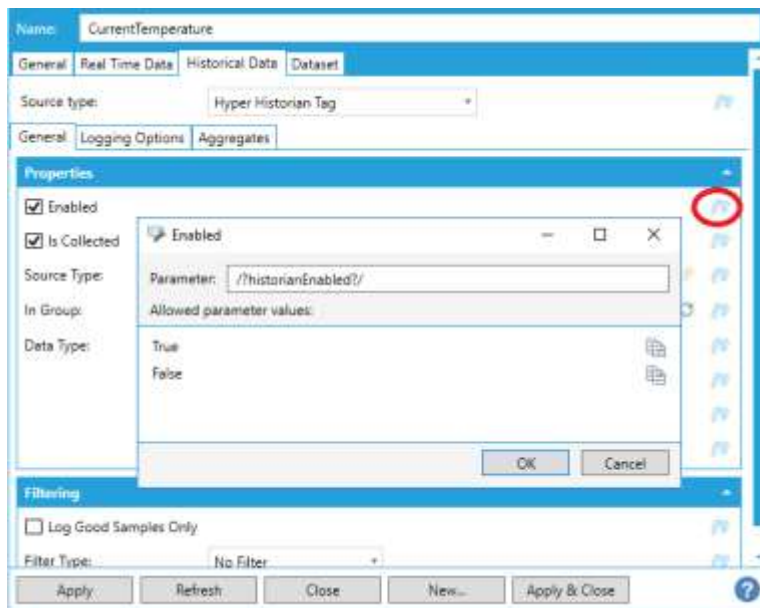 Name: CurrentTemperature
General Real Time Data Historical Data Dataset
Source type: Hyper Historian Tag
General Logging Options Aggregates
Properties
Enabled
Is Collected
Source Type:
In Group:
Data Type:
Enabled
Parameter: /?historianEnabled?/
Allowed parameter values:
True
False
OK Cancel
Filtering
Log Good Samples Only
Filter Type: No Filter
Apply Refresh Close New... Apply & Close ?